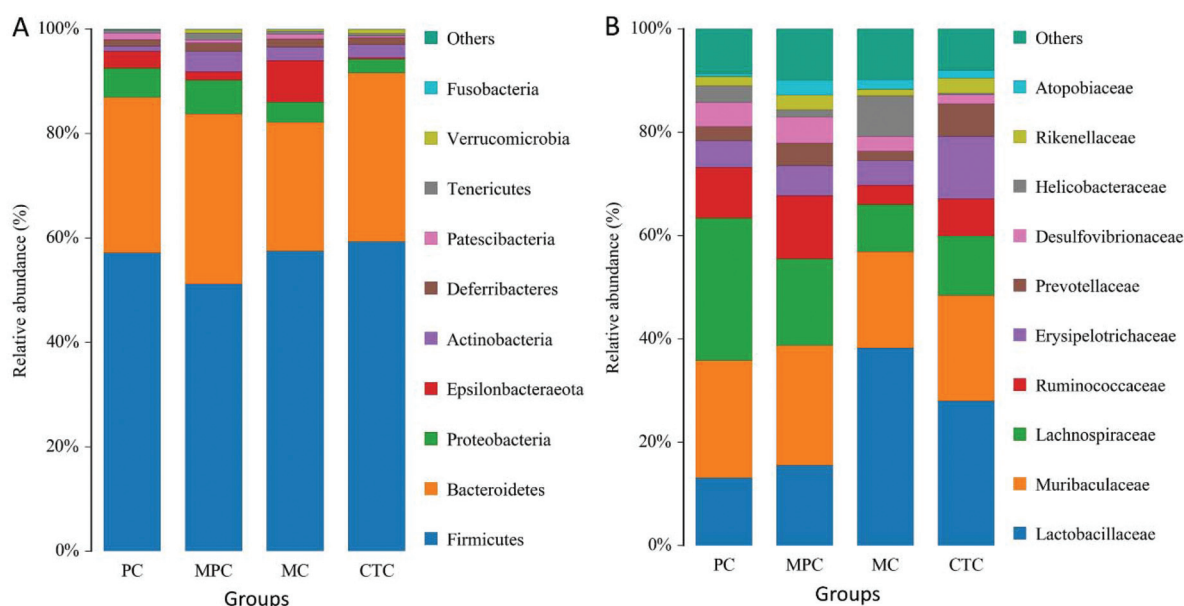 A
100%
80%
60%
40%
20%
0%
Relative abundance (%)
PC
MPC
MC
CTC
Groups
Others
Fusobacteria
Verrucomicrobia
Tenericutes
Patescibacteria
Deferribacteres
Actinobacteria
Epsilonbacteraeota
Proteobacteria
Bacteroidetes
Firmicutes
B
100%
80%
60%
40%
20%
0%
Relative abundance (%)
PC
MPC
MC
CTC
Groups
Others
Atopobiaceae
Rikenellaceae
Helicobacteraceae
Desulfovibrionaceae
Prevotellaceae
Erysipelotrichaceae
Ruminococcaceae
Lachnospiraceae
Muribaculaceae
Lactobacillaceae